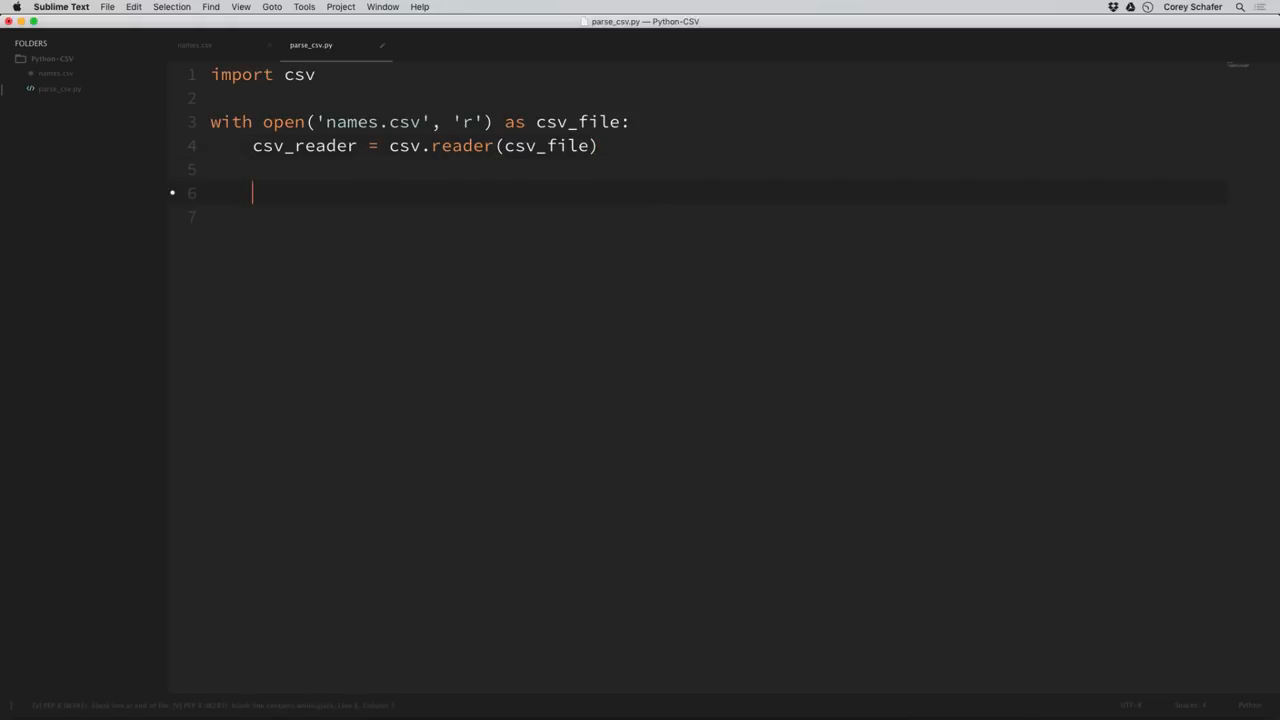 Sublime Text File Edit Selection Find View Goto Tools Project Window Help Corey Schafer
parse_csv.py — Python-CSV
FOLDERS
Python-CSV
names.csv
parse_csv.py
names.csv × parse_csv.py
1 import csv
2
3 with open('names.csv', 'r') as csv_file:
4 csv_reader = csv.reader(csv_file)
5
6
7
UTF-8 Spaces: 4 Python